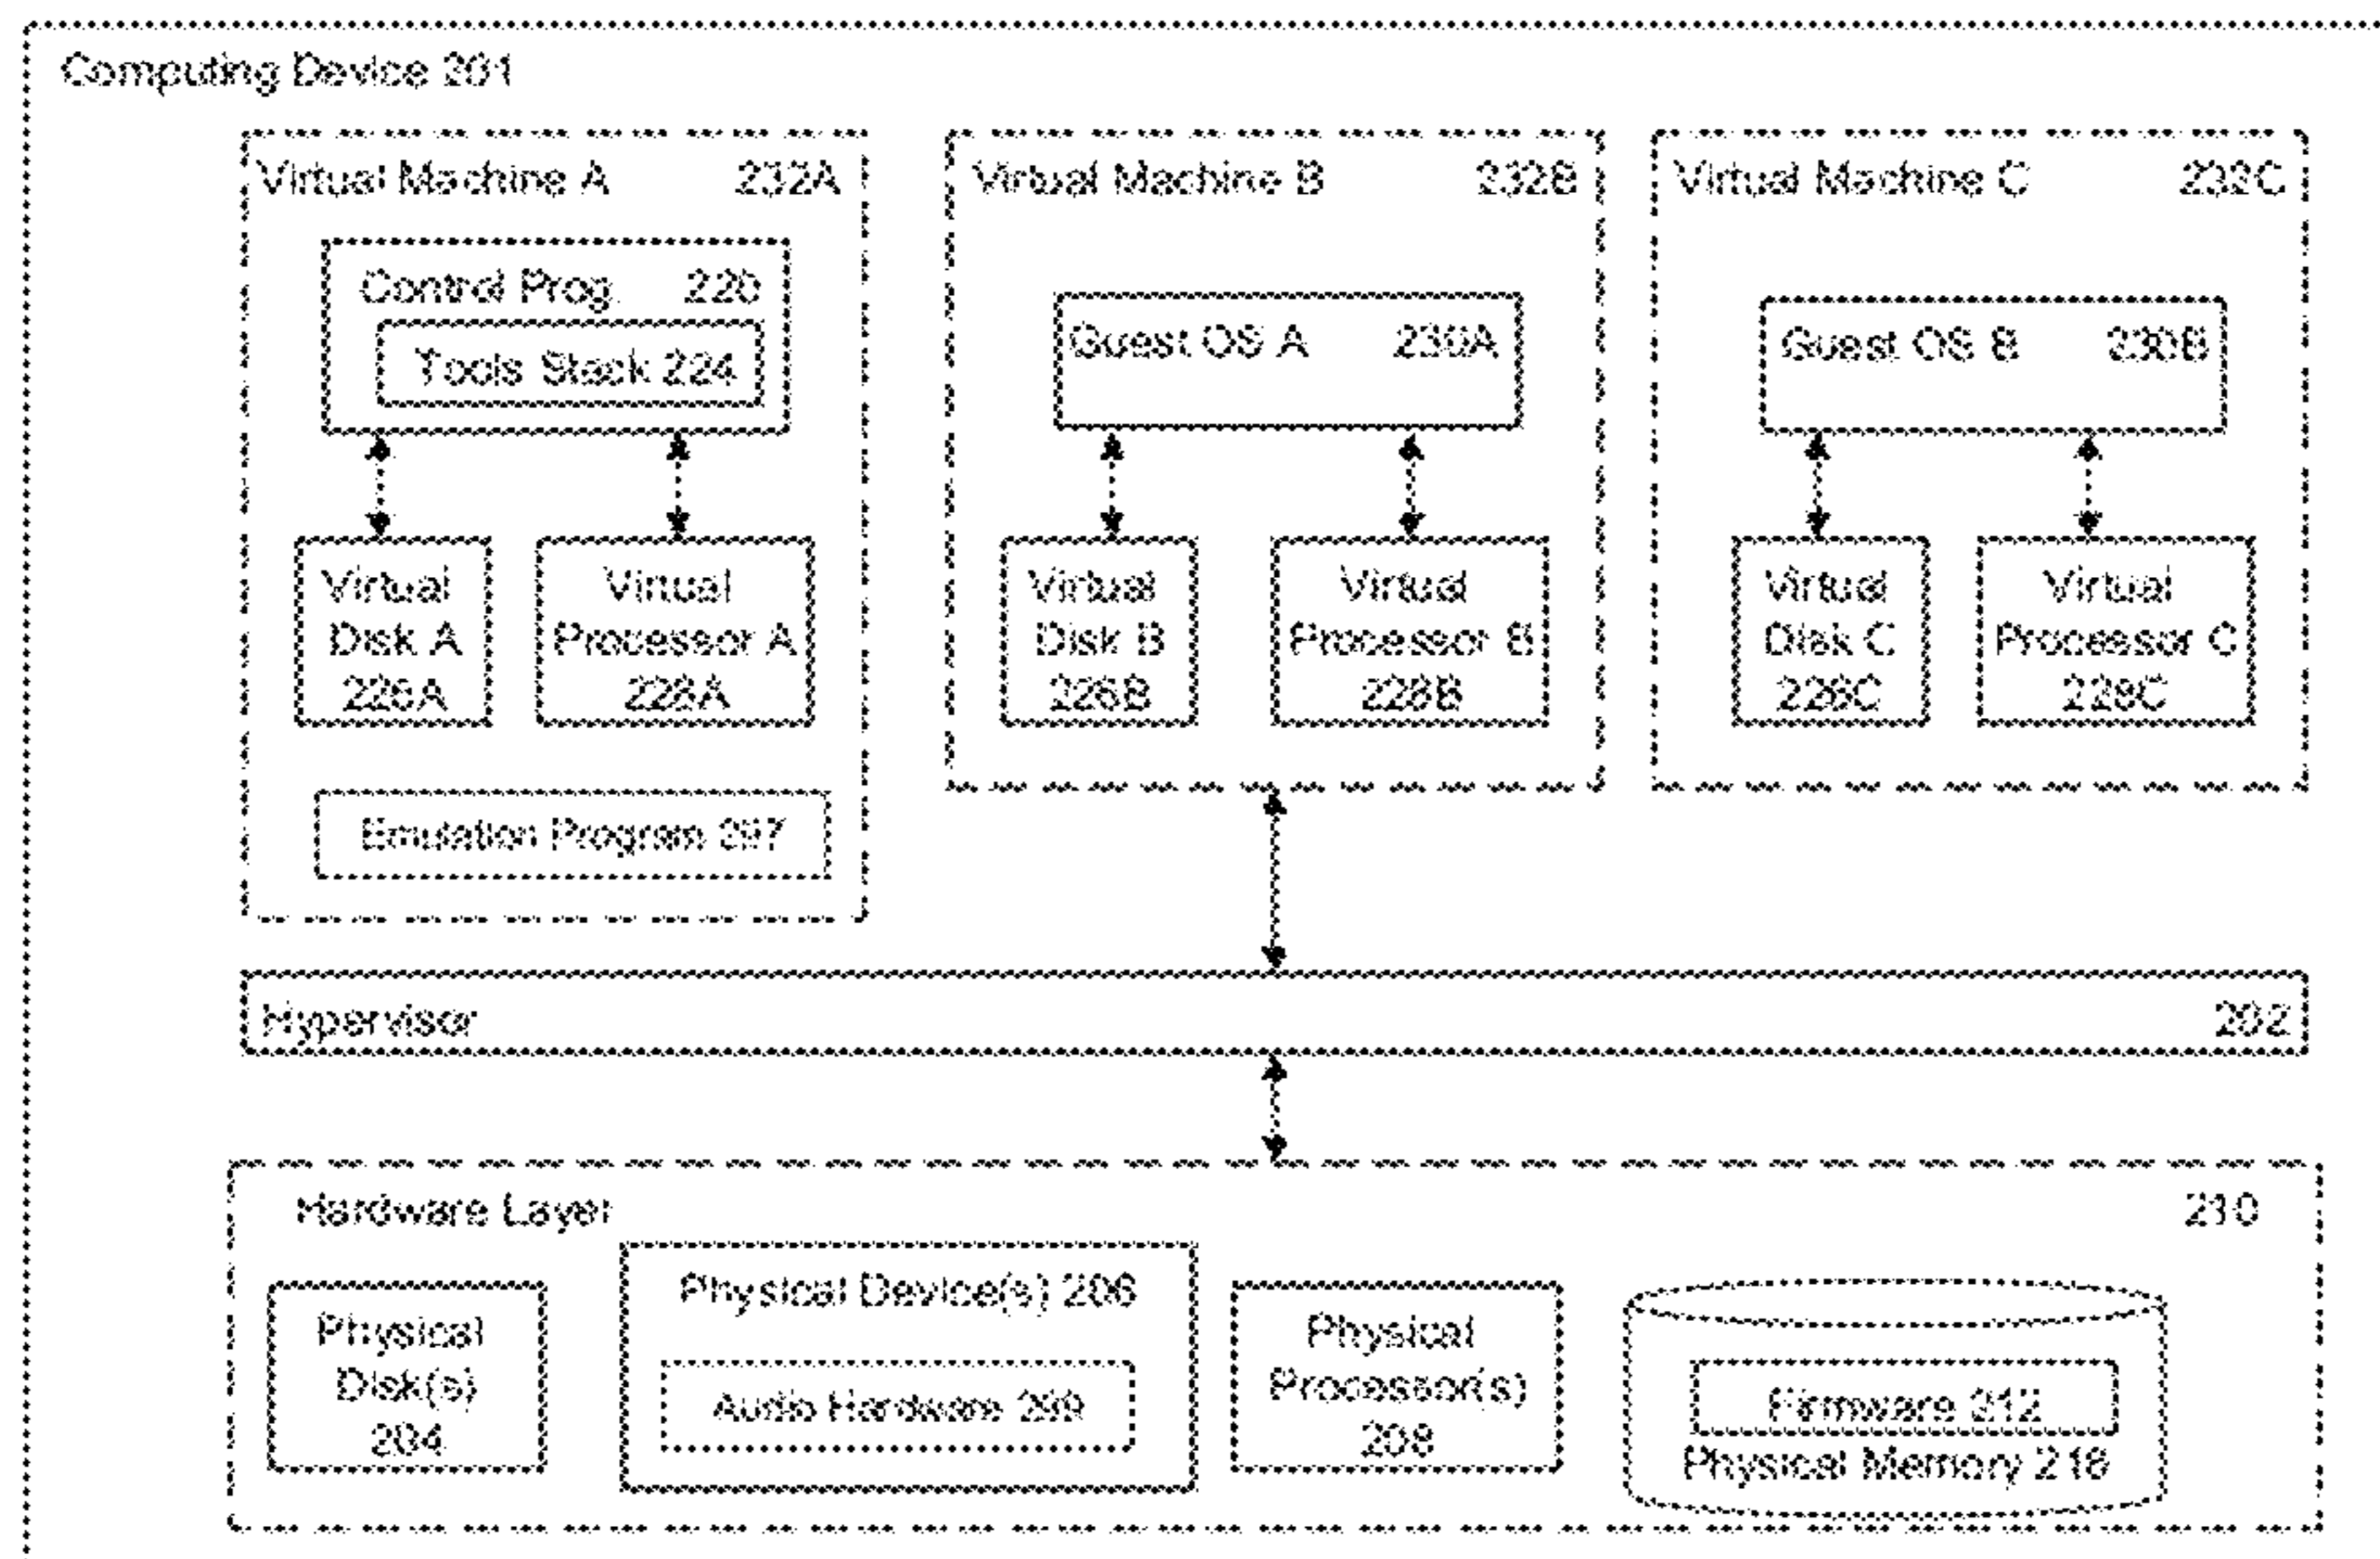 Computing Device 201
Virtual Machine A 232A
Control Prog. 220
Tools Stack 224
Virtual
Disk A
226A
Virtual
Processor A
228A
Emulation Program 297
Virtual Machine B 232B
Guest OS A 230A
Virtual
Disk B
226B
Virtual
Processor B
228B
Virtual Machine C 232C
Guest OS B 230B
Virtual
Disk C
226C
Virtual
Processor C
228C
Hypervisor 202
Hardware Layer 210
Physical
Disk(s)
204
Physical Device(s) 206
Audio Hardware 299
Physical
Processor(s)
208
Firmware 212
Physical Memory 216